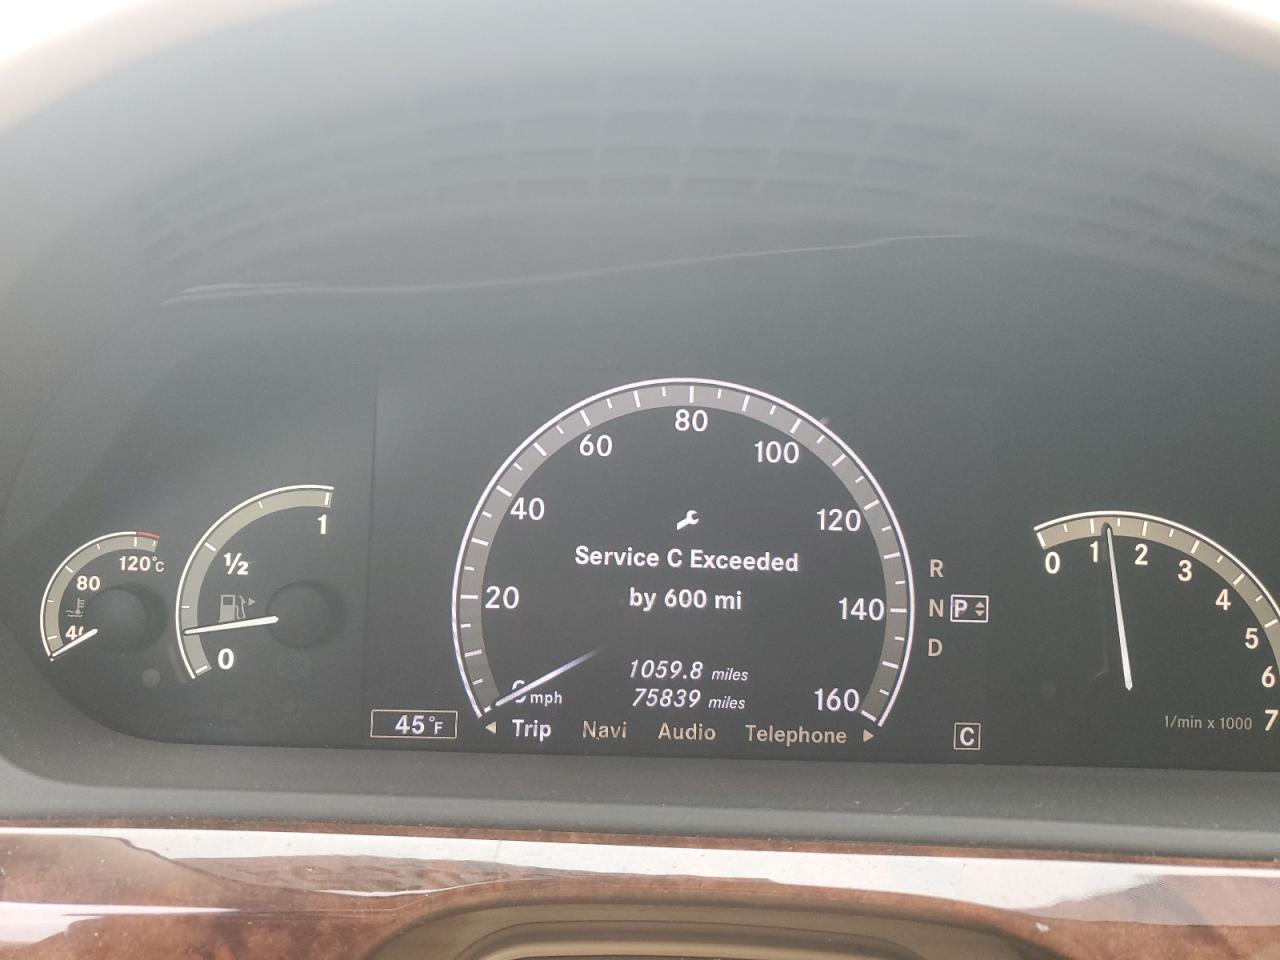 Service C Exceeded
by 600 mi
1059.8 miles
75839 miles
Trip Navi Audio Telephone
mph
20
40
60
80
100
120
140
160
80
120°C
1
½
0
45°F
R
N P
D
C
0 1 2 3 4 5 6 7
1/min x 1000